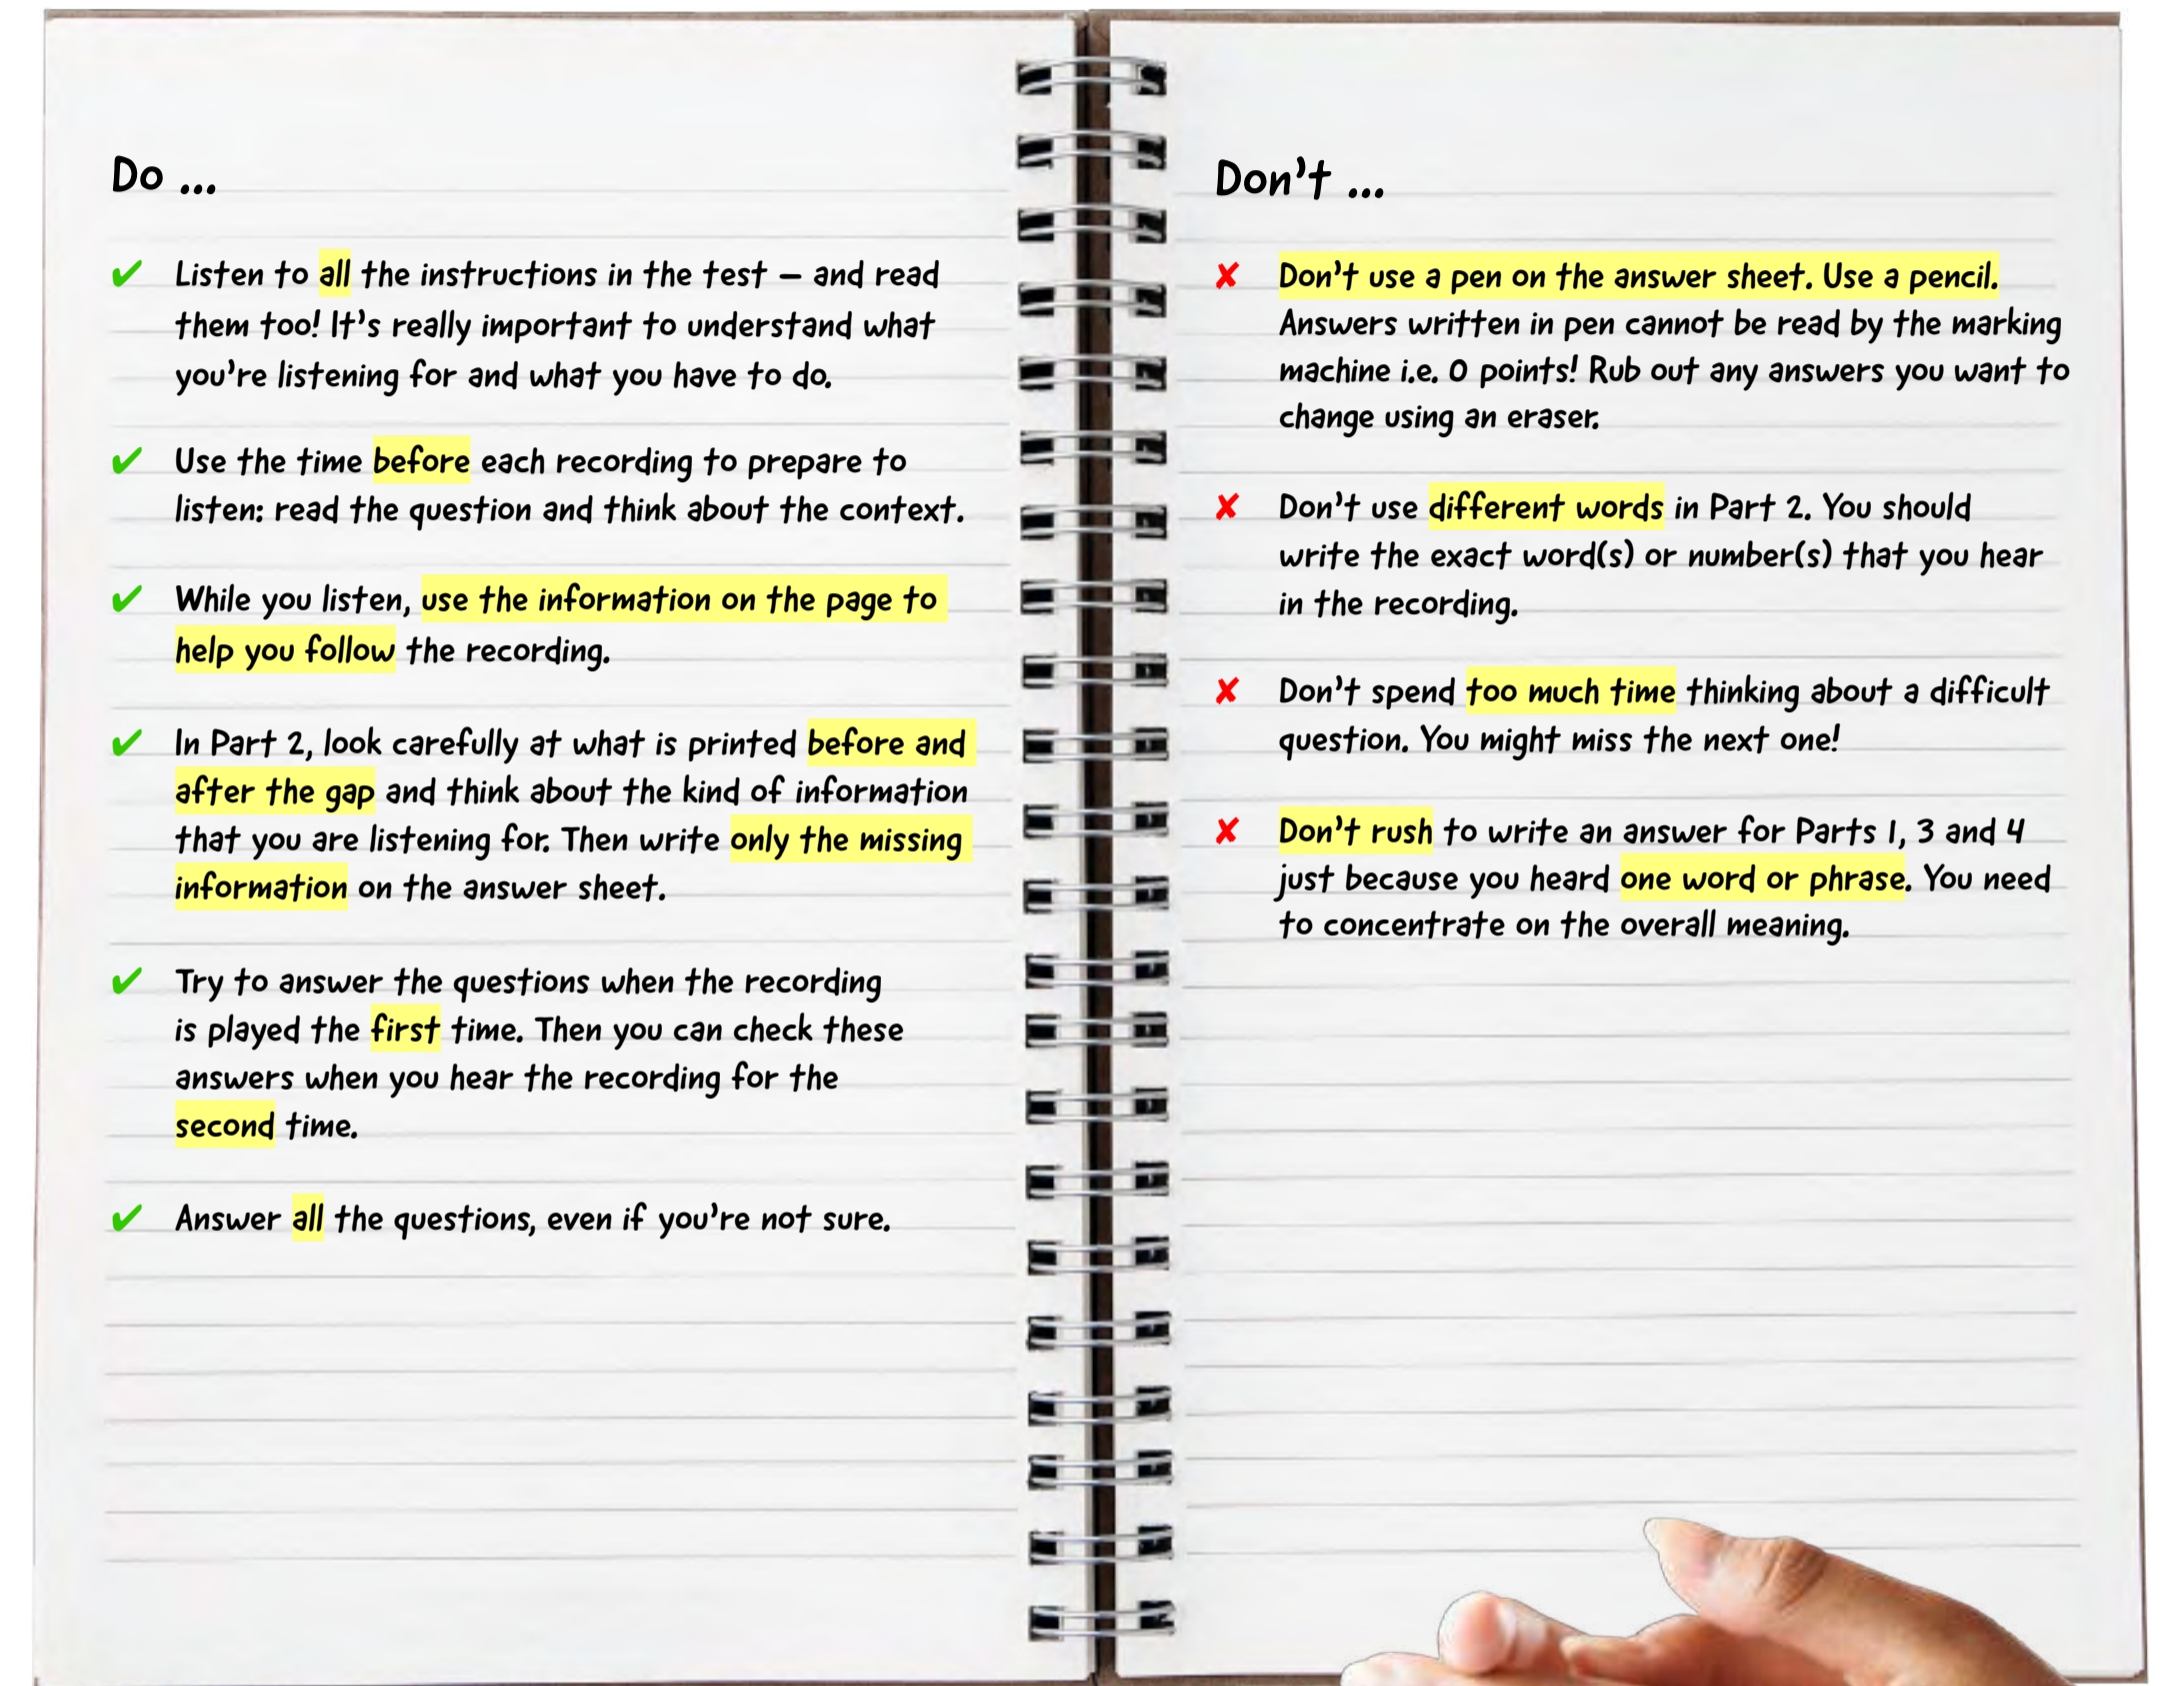 Do ...
✔ Listen to all the instructions in the test – and read
them too! It's really important to understand what
you're listening for and what you have to do.
✔ Use the time before each recording to prepare to
listen: read the question and think about the context.
✔ While you listen, use the information on the page to
help you follow the recording.
✔ In Part 2, look carefully at what is printed before and
after the gap and think about the kind of information
that you are listening for. Then write only the missing
information on the answer sheet.
✔ Try to answer the questions when the recording
is played the first time. Then you can check these
answers when you hear the recording for the
second time.
✔ Answer all the questions, even if you're not sure.
Don't ...
✘ Don't use a pen on the answer sheet. Use a pencil.
Answers written in pen cannot be read by the marking
machine i.e. 0 points! Rub out any answers you want to
change using an eraser.
✘ Don't use different words in Part 2. You should
write the exact word(s) or number(s) that you hear
in the recording.
✘ Don't spend too much time thinking about a difficult
question. You might miss the next one!
✘ Don't rush to write an answer for Parts 1, 3 and 4
just because you heard one word or phrase. You need
to concentrate on the overall meaning.